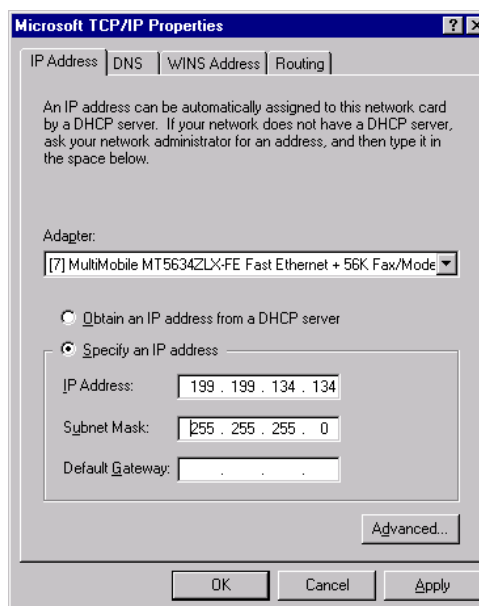 Microsoft TCP/IP Properties
IP Address DNS WINS Address Routing
An IP address can be automatically assigned to this network card
by a DHCP server. If your network does not have a DHCP server,
ask your network administrator for an address, and then type it in
the space below.
Adapter:
[7] MultiMobile MT5634ZLX-FE Fast Ethernet + 56K Fax/Mode
Obtain an IP address from a DHCP server
Specify an IP address
IP Address: 199 . 199 . 134 . 134
Subnet Mask: 255 . 255 . 255 . 0
Default Gateway: . . .
Advanced...
OK Cancel Apply